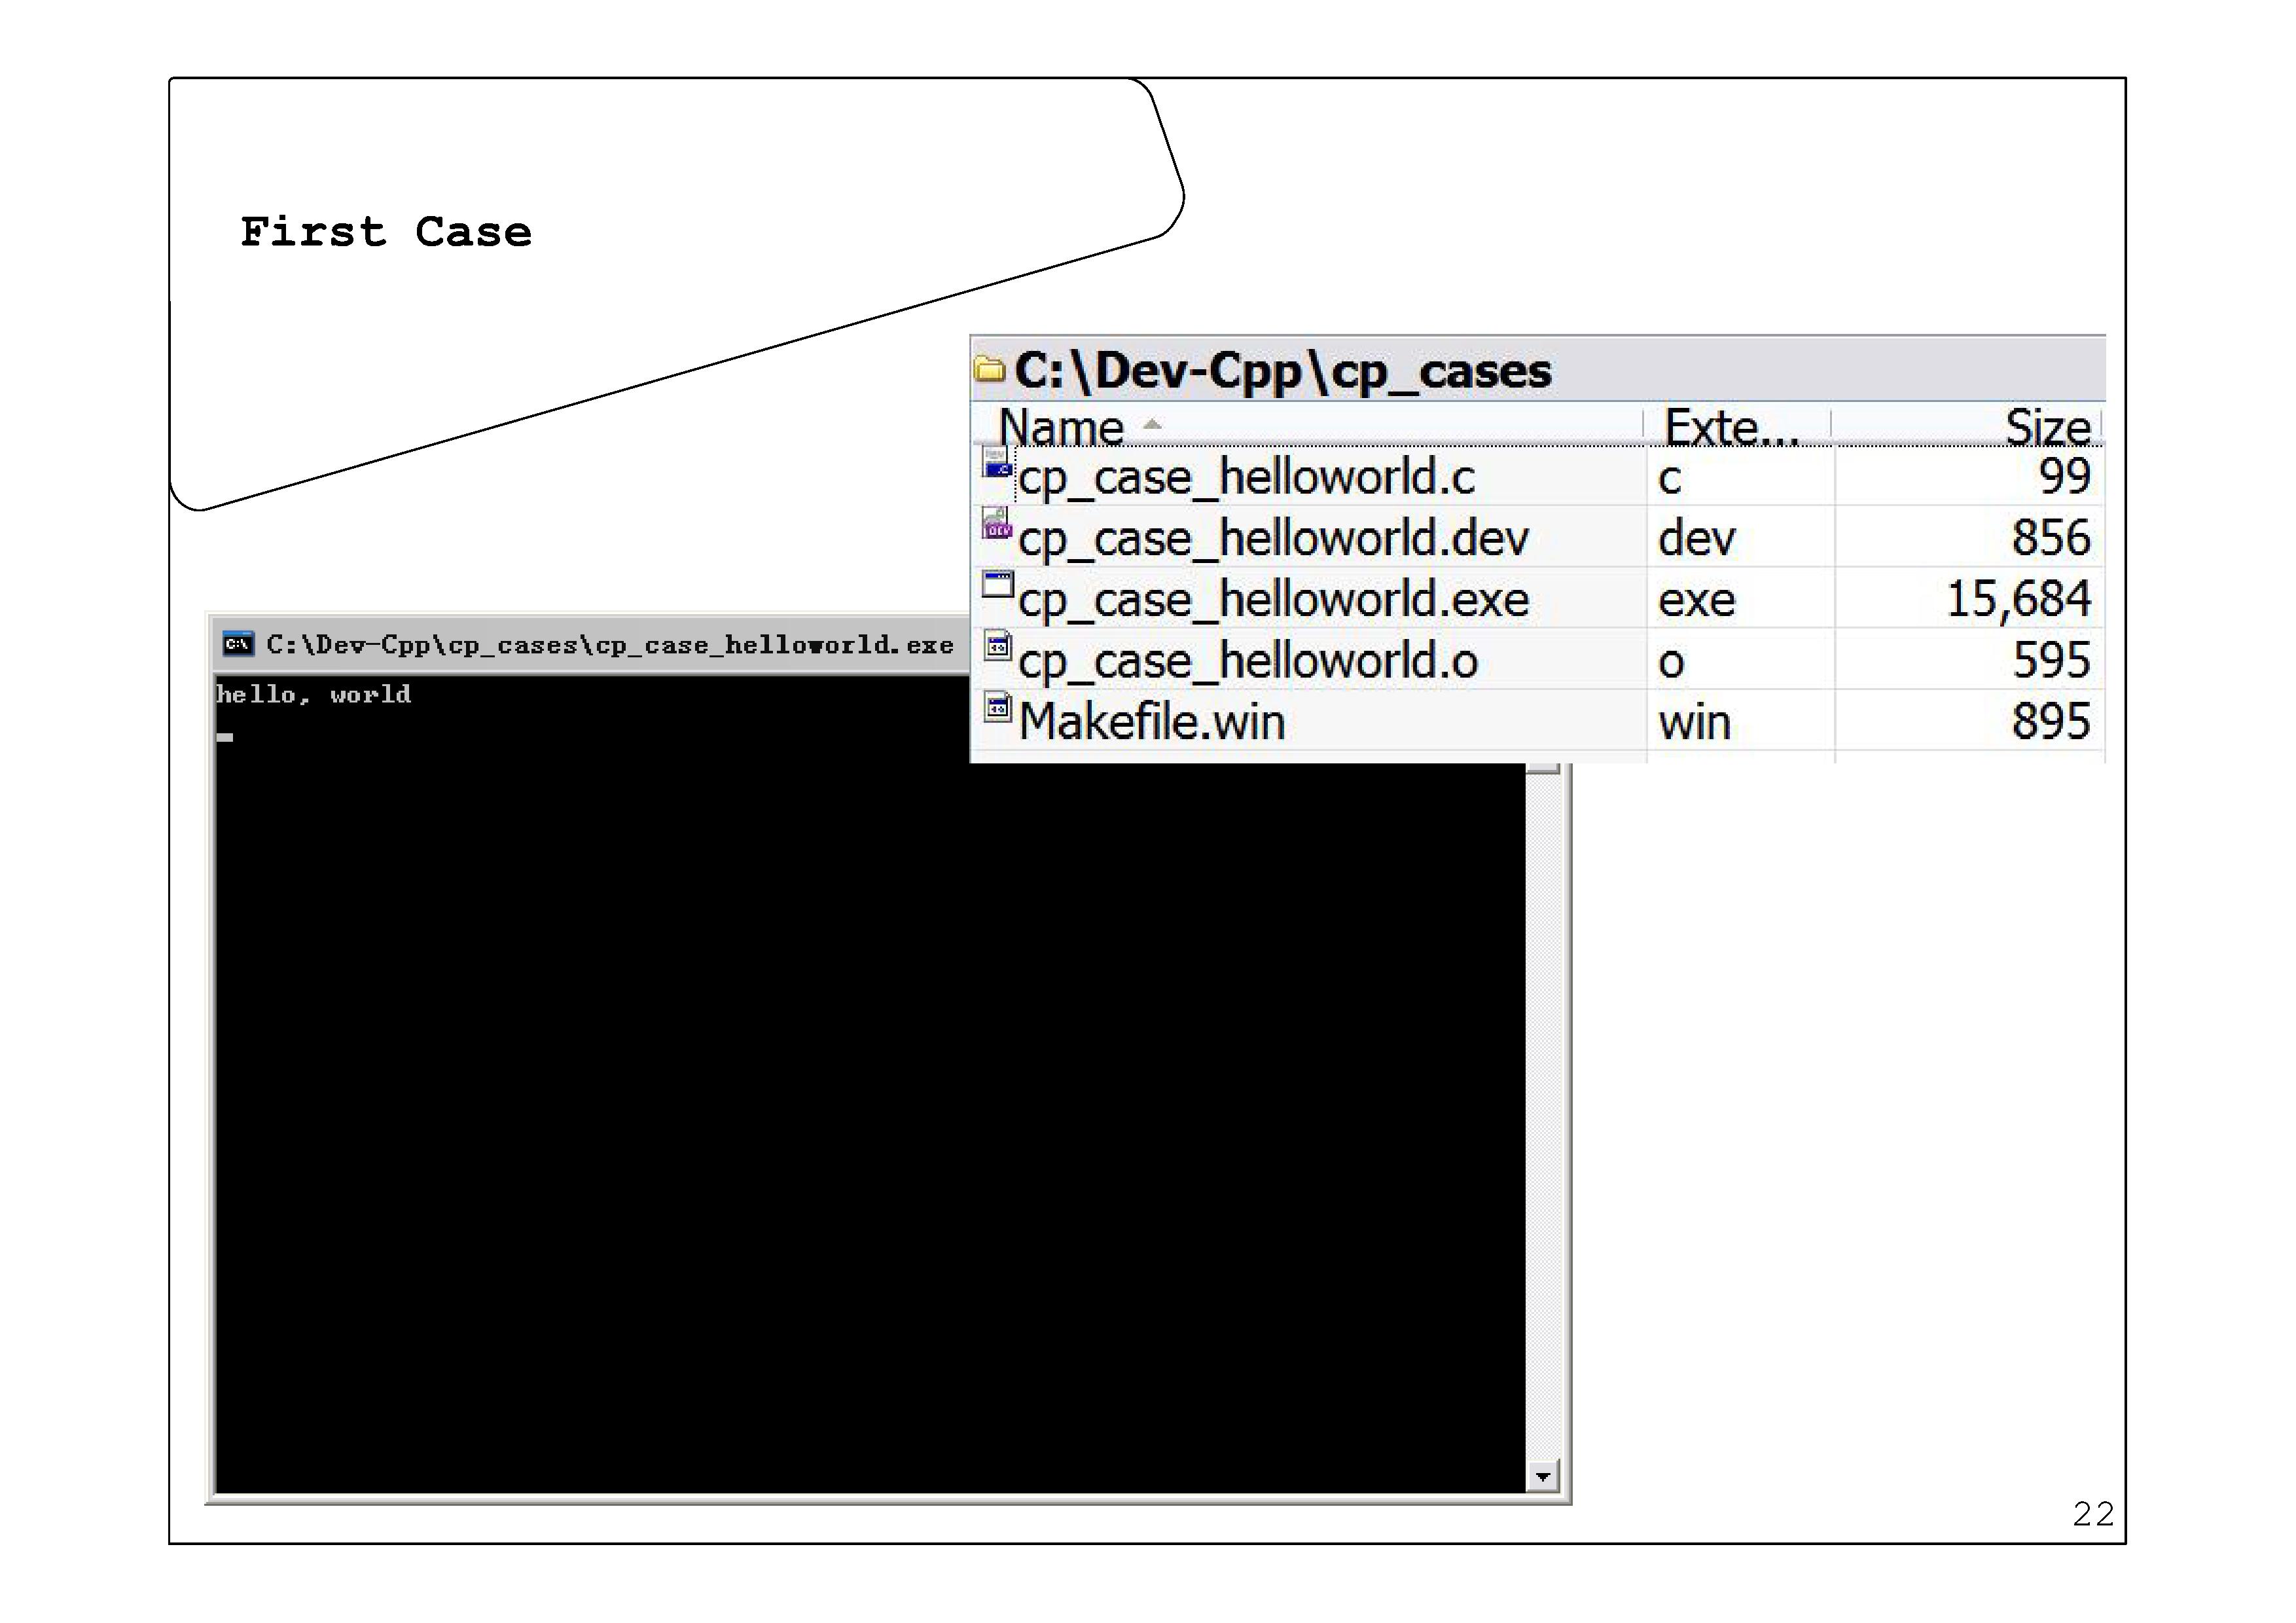 First Case
C:\Dev-Cpp\cp_cases
Name Exte... Size
cp_case_helloworld.c c 99
cp_case_helloworld.dev dev 856
cp_case_helloworld.exe exe 15,684
cp_case_helloworld.o o 595
Makefile.win win 895
C:\Dev-Cpp\cp_cases\cp_case_helloworld.exe
hello, world
22